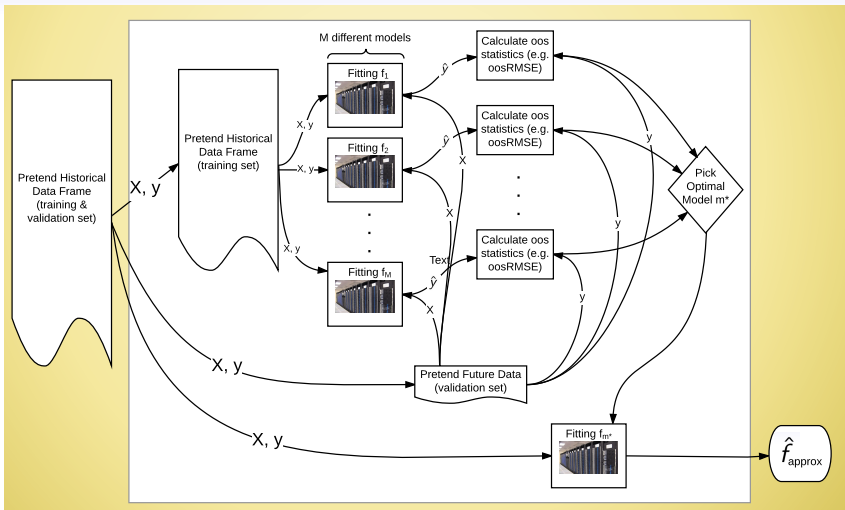 M different models
Pretend Historical
Data Frame
(training &
validation set)
X, y
Pretend Historical
Data Frame
(training set)
X, y
X, y
X, y
Fitting f1
Fitting f2
.
.
.
Fitting fM
ŷ
ŷ
Text
ŷ
X
X
X
Calculate oos
statistics (e.g.
oosRMSE)
Calculate oos
statistics (e.g.
oosRMSE)
.
.
.
Calculate oos
statistics (e.g.
oosRMSE)
y
y
y
Pick
Optimal
Model m*
X, y
Pretend Future Data
(validation set)
X, y
Fitting fm*
f̂approx